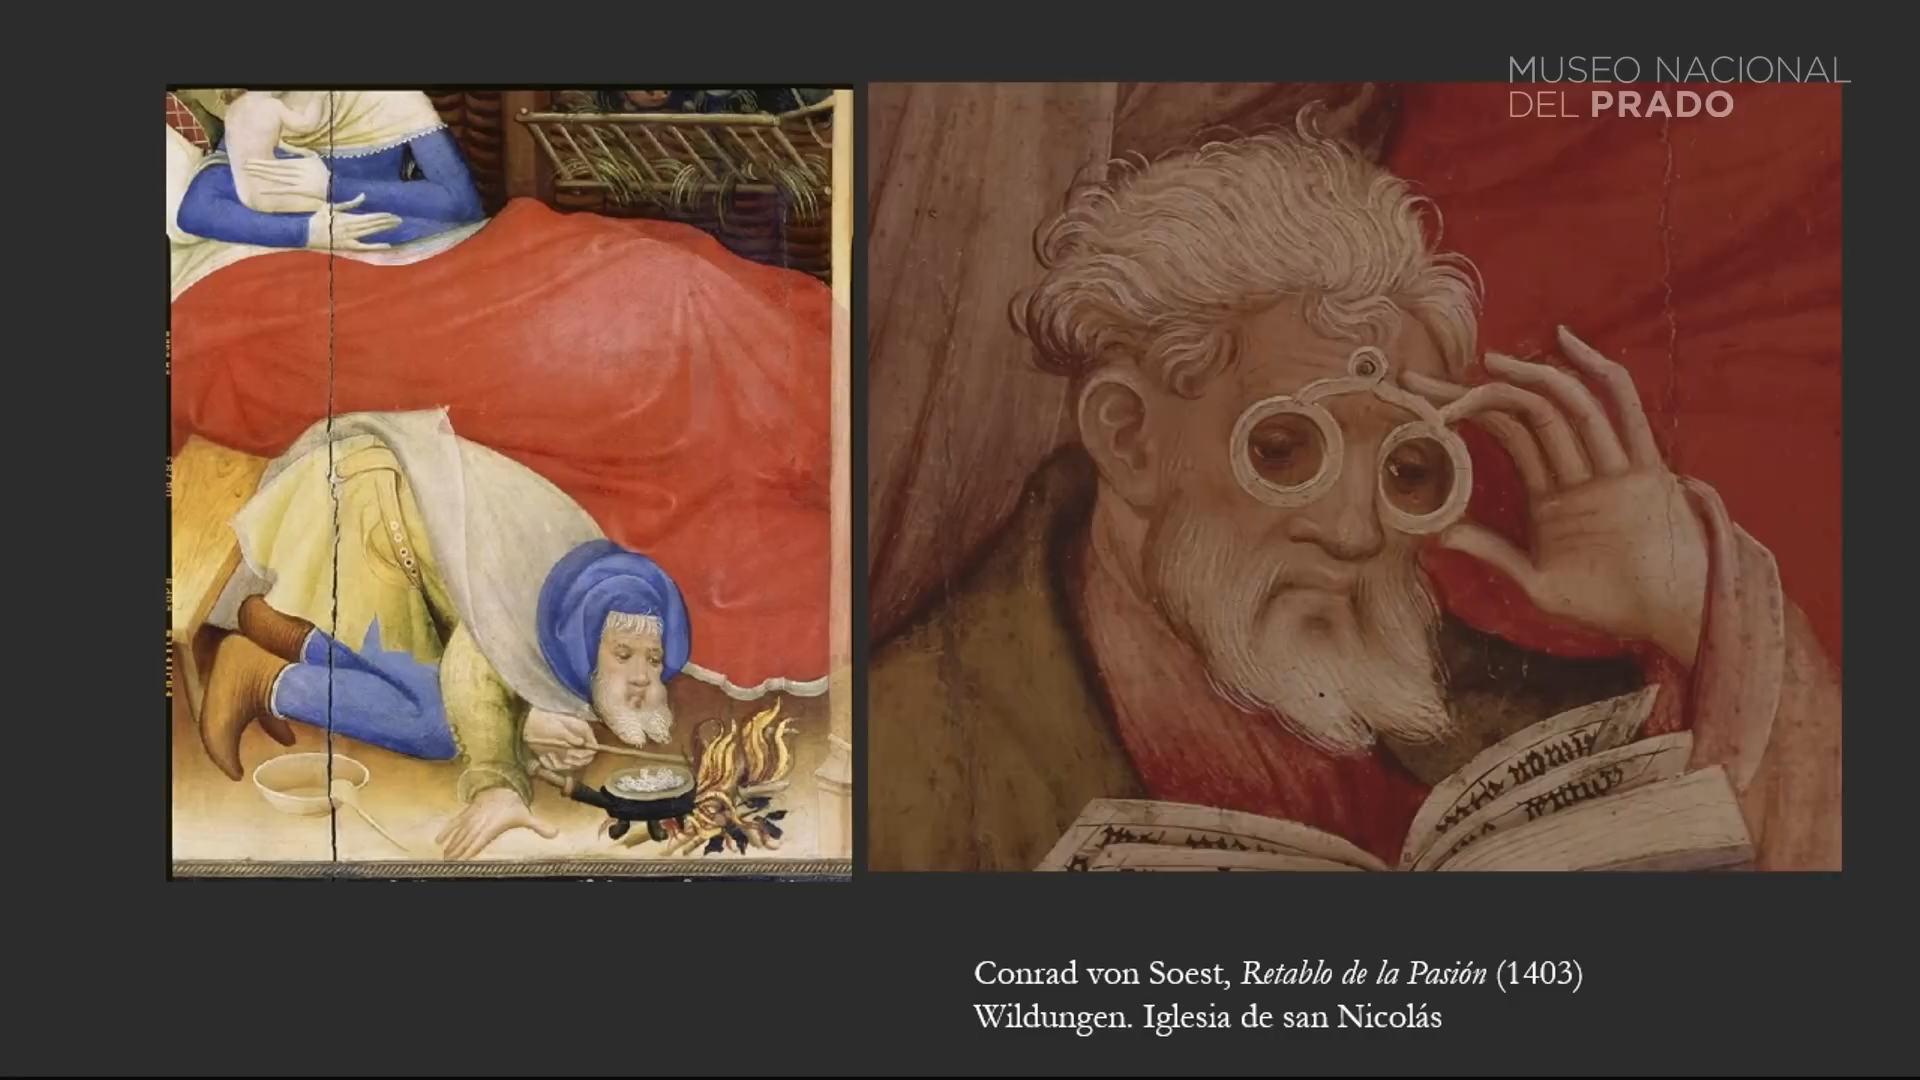 MUSEO NACIONAL
DEL PRADO
Conrad von Soest, Retablo de la Pasión (1403)
Wildungen. Iglesia de san Nicolás